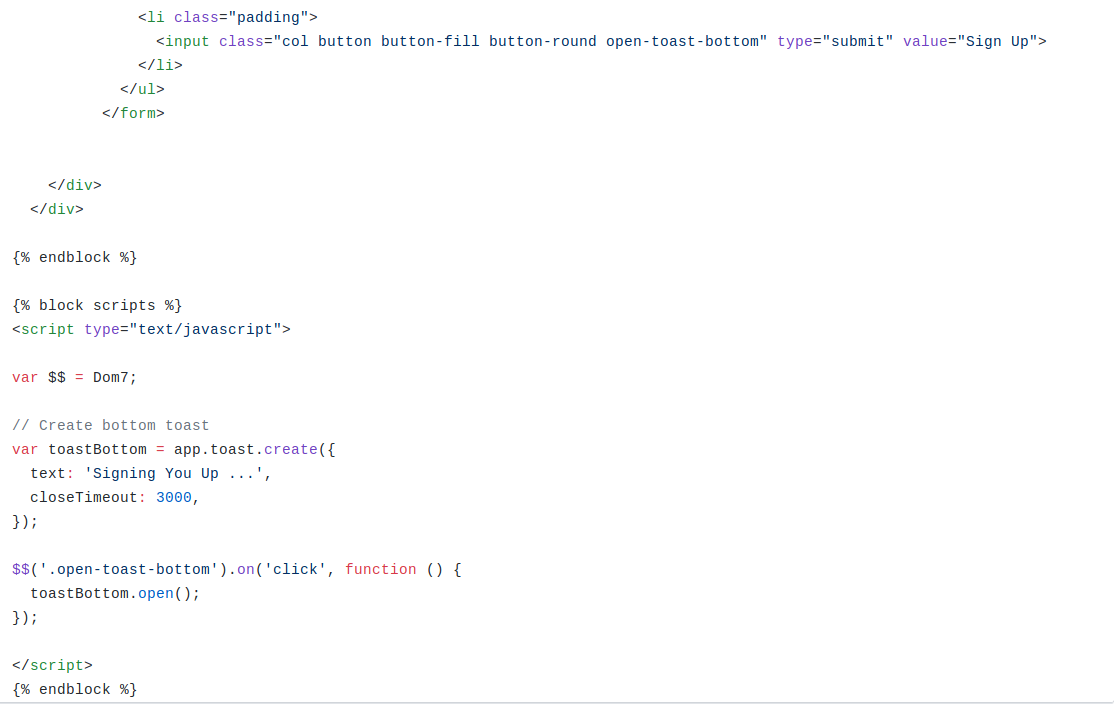 <li class="padding">
<input class="col button button-fill button-round open-toast-bottom" type="submit" value="Sign Up">
</li>
</ul>
</form>
</div>
</div>
{% endblock %}
{% block scripts %}
<script type="text/javascript">
var $$ = Dom7;
// Create bottom toast
var toastBottom = app.toast.create({
text: 'Signing You Up ...',
closeTimeout: 3000,
});
$$('.open-toast-bottom').on('click', function () {
toastBottom.open();
});
</script>
{% endblock %}